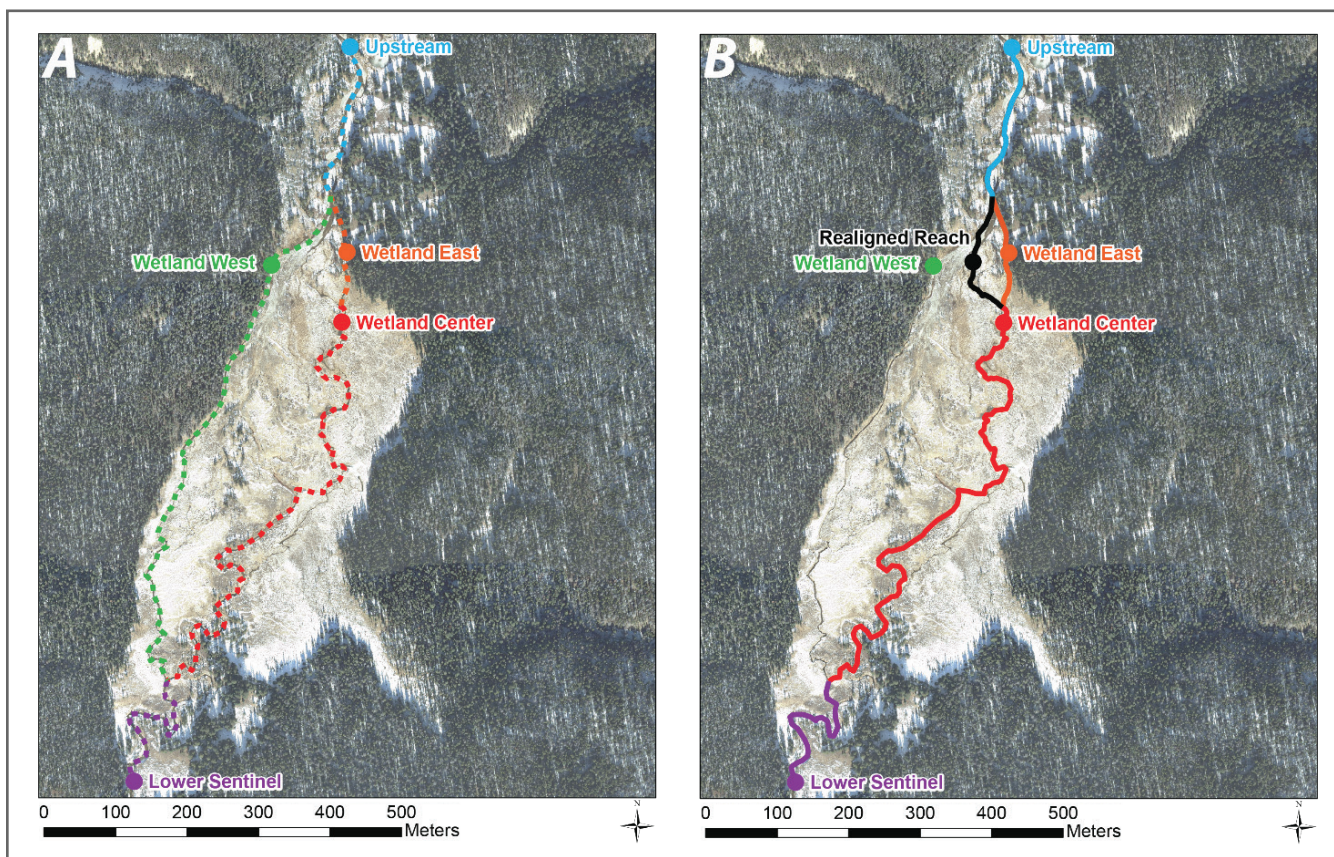 A
Upstream
Wetland East
Wetland West
Wetland Center
Lower Sentinel
0 100 200 300 400 500
Meters
N
B
Upstream
Realigned Reach
Wetland East
Wetland West
Wetland Center
Lower Sentinel
0 100 200 300 400 500
Meters
N